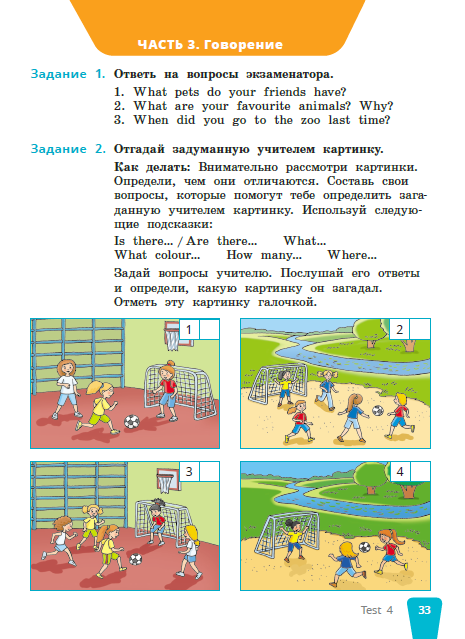 ЧАСТЬ 3. Говорение
Задание 1. Ответь на вопросы экзаменатора.
1. What pets do your friends have?
2. What are your favourite animals? Why?
3. When did you go to the zoo last time?
Задание 2. Отгадай задуманную учителем картинку.
Как делать: Внимательно рассмотри картинки.
Определи, чем они отличаются. Составь свои
вопросы, которые помогут тебе определить зага-
данную учителем картинку. Используй следую-
щие подсказки:
Is there... / Are there... What...
What colour... How many... Where...
Задай вопросы учителю. Послушай его ответы
и определи, какую картинку он загадал.
Отметь эту картинку галочкой.
1
2
3
4
Test 4 33